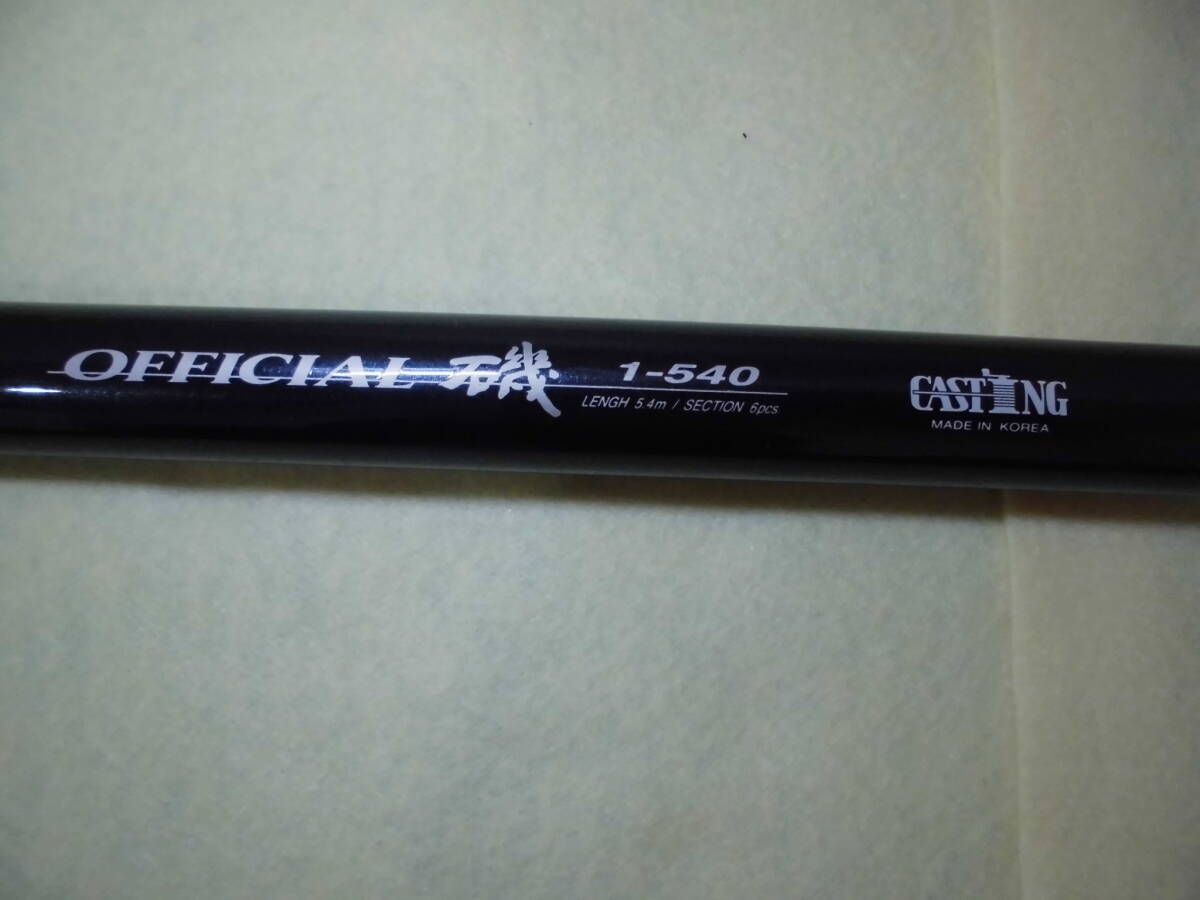 OFFICIAL 磯 1-540
LENGH 5.4m / SECTION 6pcs
CASTING
MADE IN KOREA